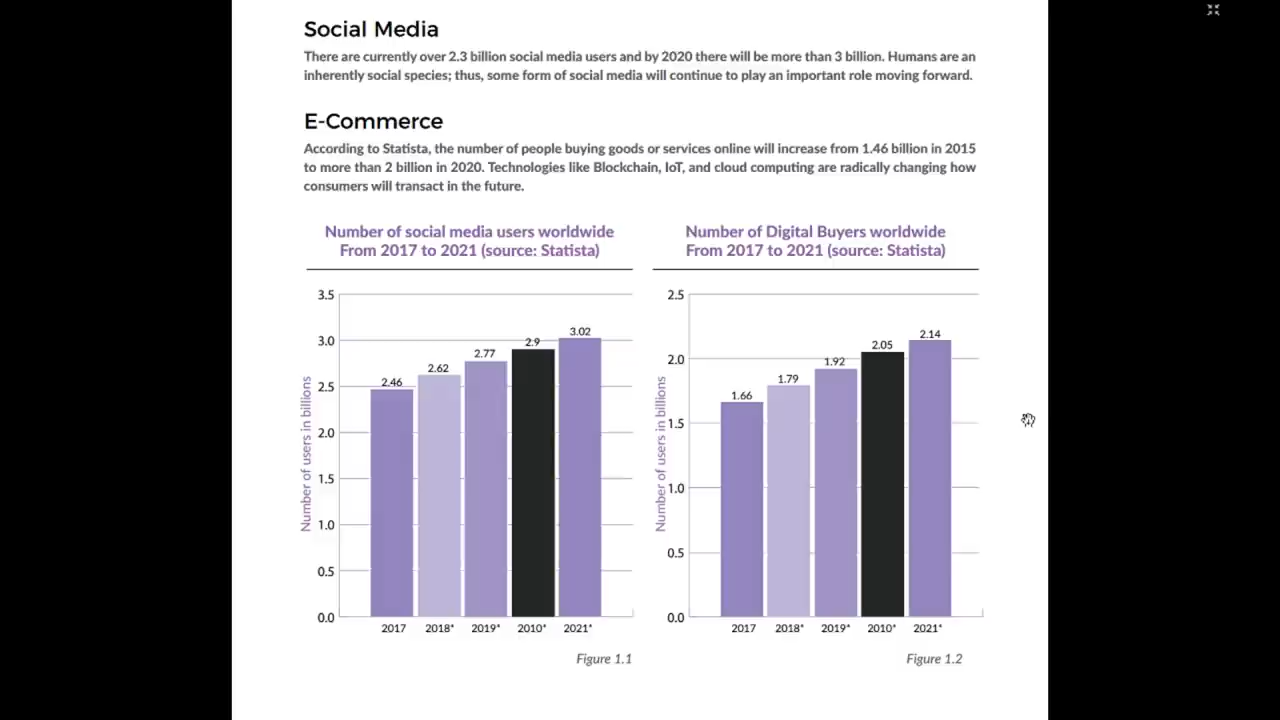 Social Media
There are currently over 2.3 billion social media users and by 2020 there will be more than 3 billion. Humans are an
inherently social species; thus, some form of social media will continue to play an important role moving forward.
E-Commerce
According to Statista, the number of people buying goods or services online will increase from 1.46 billion in 2015
to more than 2 billion in 2020. Technologies like Blockchain, IoT, and cloud computing are radically changing how
consumers will transact in the future.
Number of social media users worldwide
From 2017 to 2021 (source: Statista)
Number of users in billions
3.5
3.0
2.5
2.0
1.5
1.0
0.5
0.0
2.46
2.62
2.77
2.9
3.02
2017 2018* 2019* 2010* 2021*
Figure 1.1
Number of Digital Buyers worldwide
From 2017 to 2021 (source: Statista)
Number of users in billions
2.5
2.0
1.5
1.0
0.5
0.0
1.66
1.79
1.92
2.05
2.14
2017 2018* 2019* 2010* 2021*
Figure 1.2